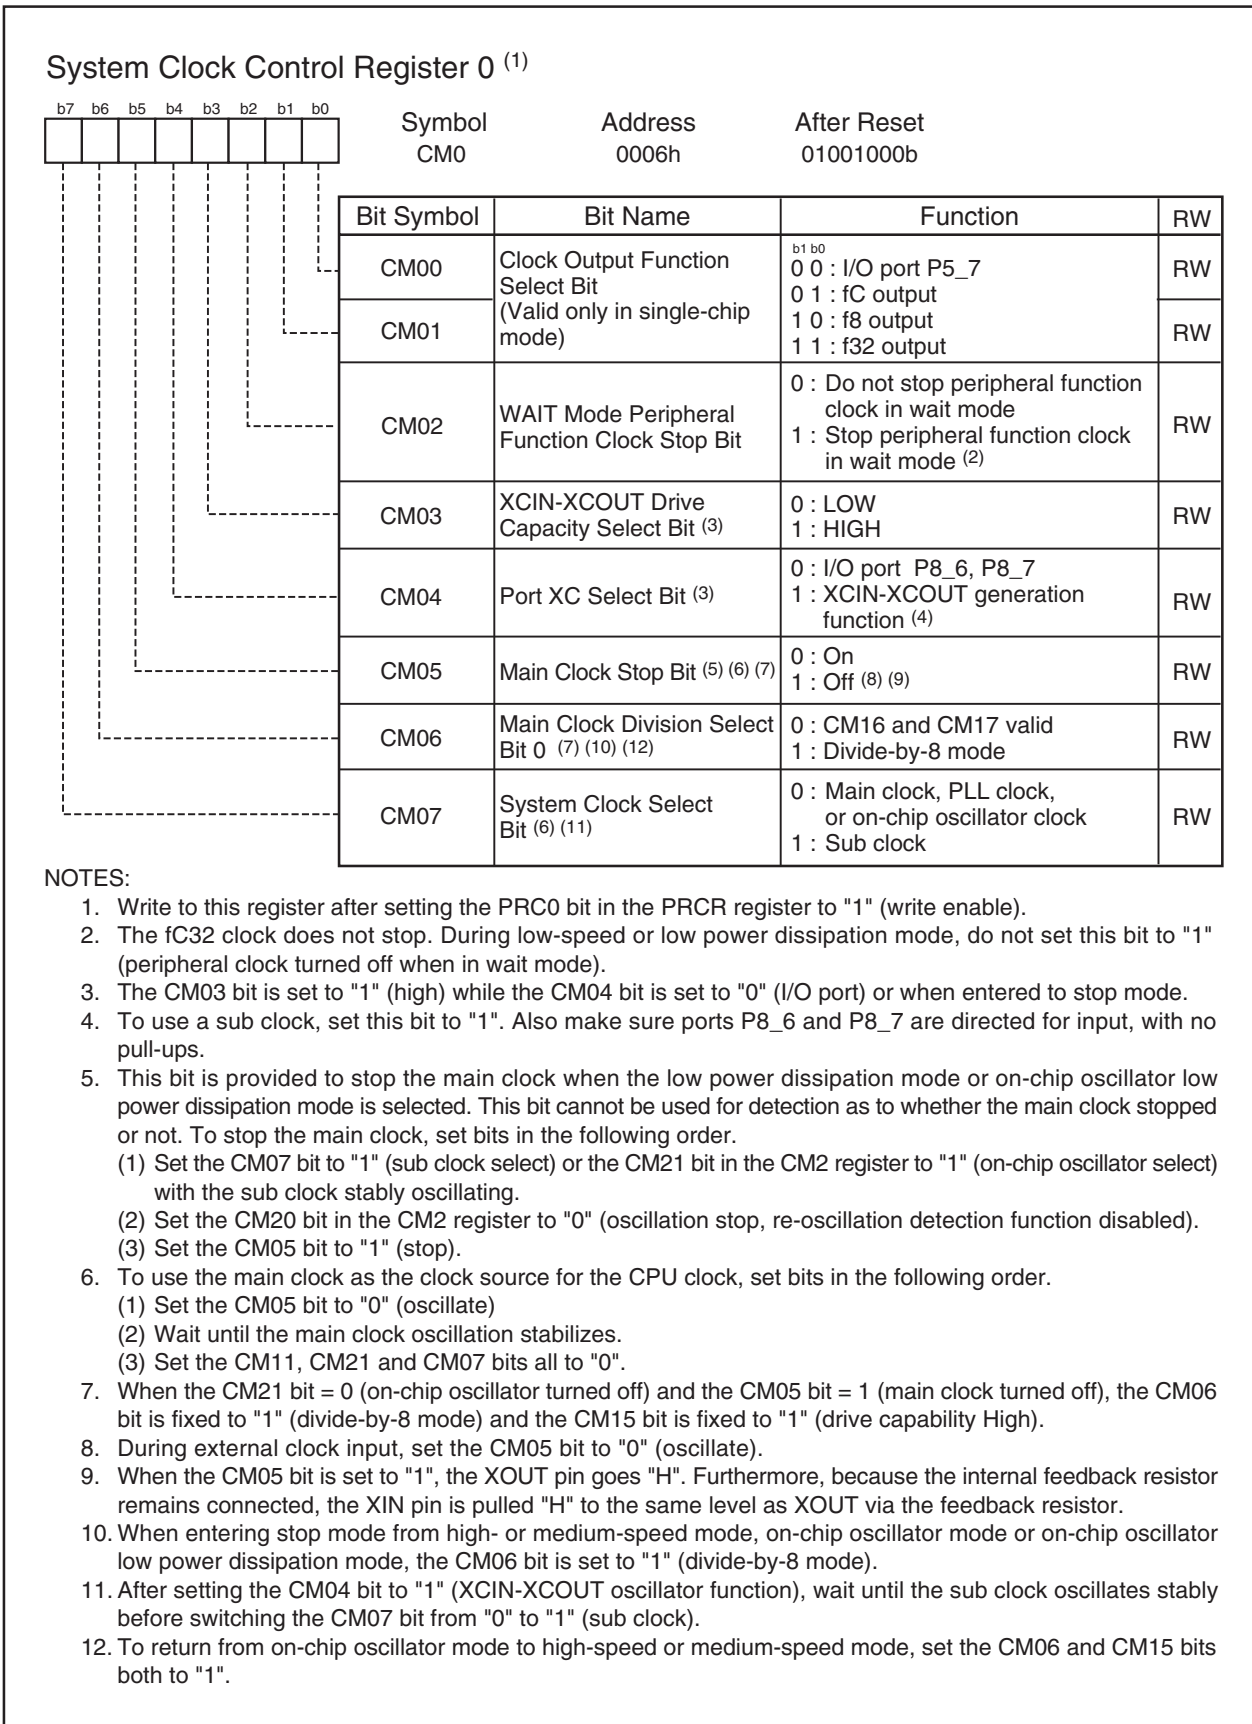 System Clock Control Register 0 (1)
b7 b6 b5 b4 b3 b2 b1 b0
Symbol Address After Reset
CM0 0006h 01001000b
Bit Symbol Bit Name Function RW
CM00 Clock Output Function Select Bit (Valid only in single-chip mode) RW
CM01 RW
b1 b0
0 0 : I/O port P5_7
0 1 : fC output
1 0 : f8 output
1 1 : f32 output
CM02
WAIT Mode Peripheral
Function Clock Stop Bit
0 : Do not stop peripheral function
clock in wait mode
1 : Stop peripheral function clock
in wait mode (2)
RW
CM03
XCIN-XCOUT Drive
Capacity Select Bit (3)
0 : LOW
1 : HIGH
RW
CM04
Port XC Select Bit (3)
0 : I/O port P8_6, P8_7
1 : XCIN-XCOUT generation
function (4)
RW
CM05
Main Clock Stop Bit (5) (6) (7)
0 : On
1 : Off (8) (9)
RW
CM06
Main Clock Division Select
Bit 0 (7) (10) (12)
0 : CM16 and CM17 valid
1 : Divide-by-8 mode
RW
CM07
System Clock Select
Bit (6) (11)
0 : Main clock, PLL clock,
or on-chip oscillator clock
1 : Sub clock
RW
NOTES:
1. Write to this register after setting the PRC0 bit in the PRCR register to "1" (write enable).
2. The fC32 clock does not stop. During low-speed or low power dissipation mode, do not set this bit to "1"
(peripheral clock turned off when in wait mode).
3. The CM03 bit is set to "1" (high) while the CM04 bit is set to "0" (I/O port) or when entered to stop mode.
4. To use a sub clock, set this bit to "1". Also make sure ports P8_6 and P8_7 are directed for input, with no
pull-ups.
5. This bit is provided to stop the main clock when the low power dissipation mode or on-chip oscillator low
power dissipation mode is selected. This bit cannot be used for detection as to whether the main clock stopped
or not. To stop the main clock, set bits in the following order.
(1) Set the CM07 bit to "1" (sub clock select) or the CM21 bit in the CM2 register to "1" (on-chip oscillator select)
with the sub clock stably oscillating.
(2) Set the CM20 bit in the CM2 register to "0" (oscillation stop, re-oscillation detection function disabled).
(3) Set the CM05 bit to "1" (stop).
6. To use the main clock as the clock source for the CPU clock, set bits in the following order.
(1) Set the CM05 bit to "0" (oscillate)
(2) Wait until the main clock oscillation stabilizes.
(3) Set the CM11, CM21 and CM07 bits all to "0".
7. When the CM21 bit = 0 (on-chip oscillator turned off) and the CM05 bit = 1 (main clock turned off), the CM06
bit is fixed to "1" (divide-by-8 mode) and the CM15 bit is fixed to "1" (drive capability High).
8. During external clock input, set the CM05 bit to "0" (oscillate).
9. When the CM05 bit is set to "1", the XOUT pin goes "H". Furthermore, because the internal feedback resistor
remains connected, the XIN pin is pulled "H" to the same level as XOUT via the feedback resistor.
10. When entering stop mode from high- or medium-speed mode, on-chip oscillator mode or on-chip oscillator
low power dissipation mode, the CM06 bit is set to "1" (divide-by-8 mode).
11. After setting the CM04 bit to "1" (XCIN-XCOUT oscillator function), wait until the sub clock oscillates stably
before switching the CM07 bit from "0" to "1" (sub clock).
12. To return from on-chip oscillator mode to high-speed or medium-speed mode, set the CM06 and CM15 bits
both to "1".